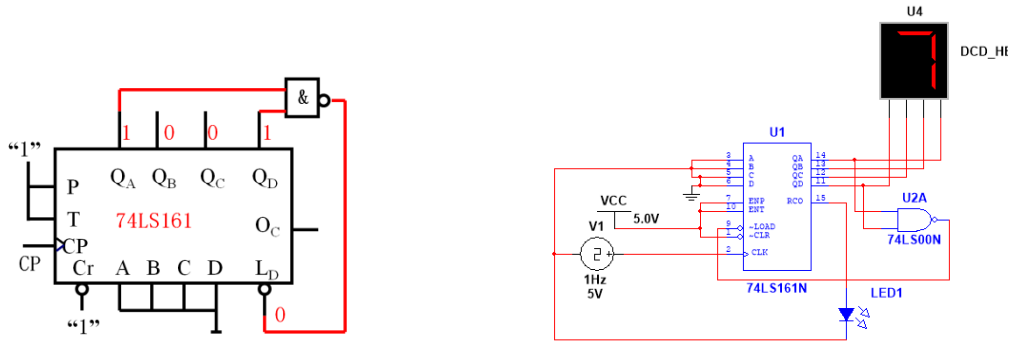 &
1 0 0 1
“1”
P QA QB QC QD
T 74LS161 OC
CP CP
Cr A B C D LD
“1” 0
U4
DCD_HE
U1
3 A QA 14
4 B QB 13
5 C QC 12
6 D QD 11
7 ENP RCO 15
10 ENT
9 ~LOAD
1 ~CLR
2 CLK
74LS161N
U2A
74LS00N
VCC
5.0V
V1
1Hz
5V
LED1